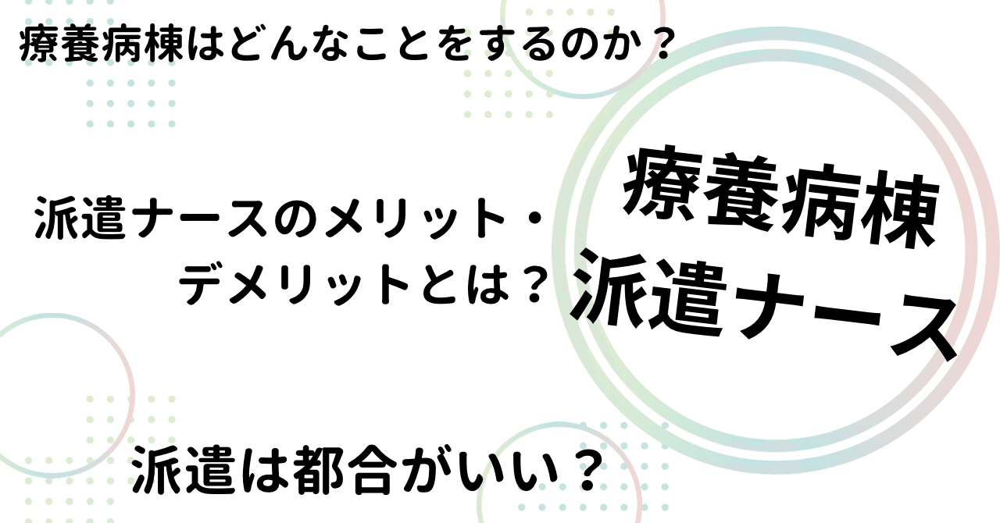 療養病棟はどんなことをするのか？
派遣ナースのメリット・
デメリットとは？
療養病棟
派遣ナース
派遣は都合がいい？